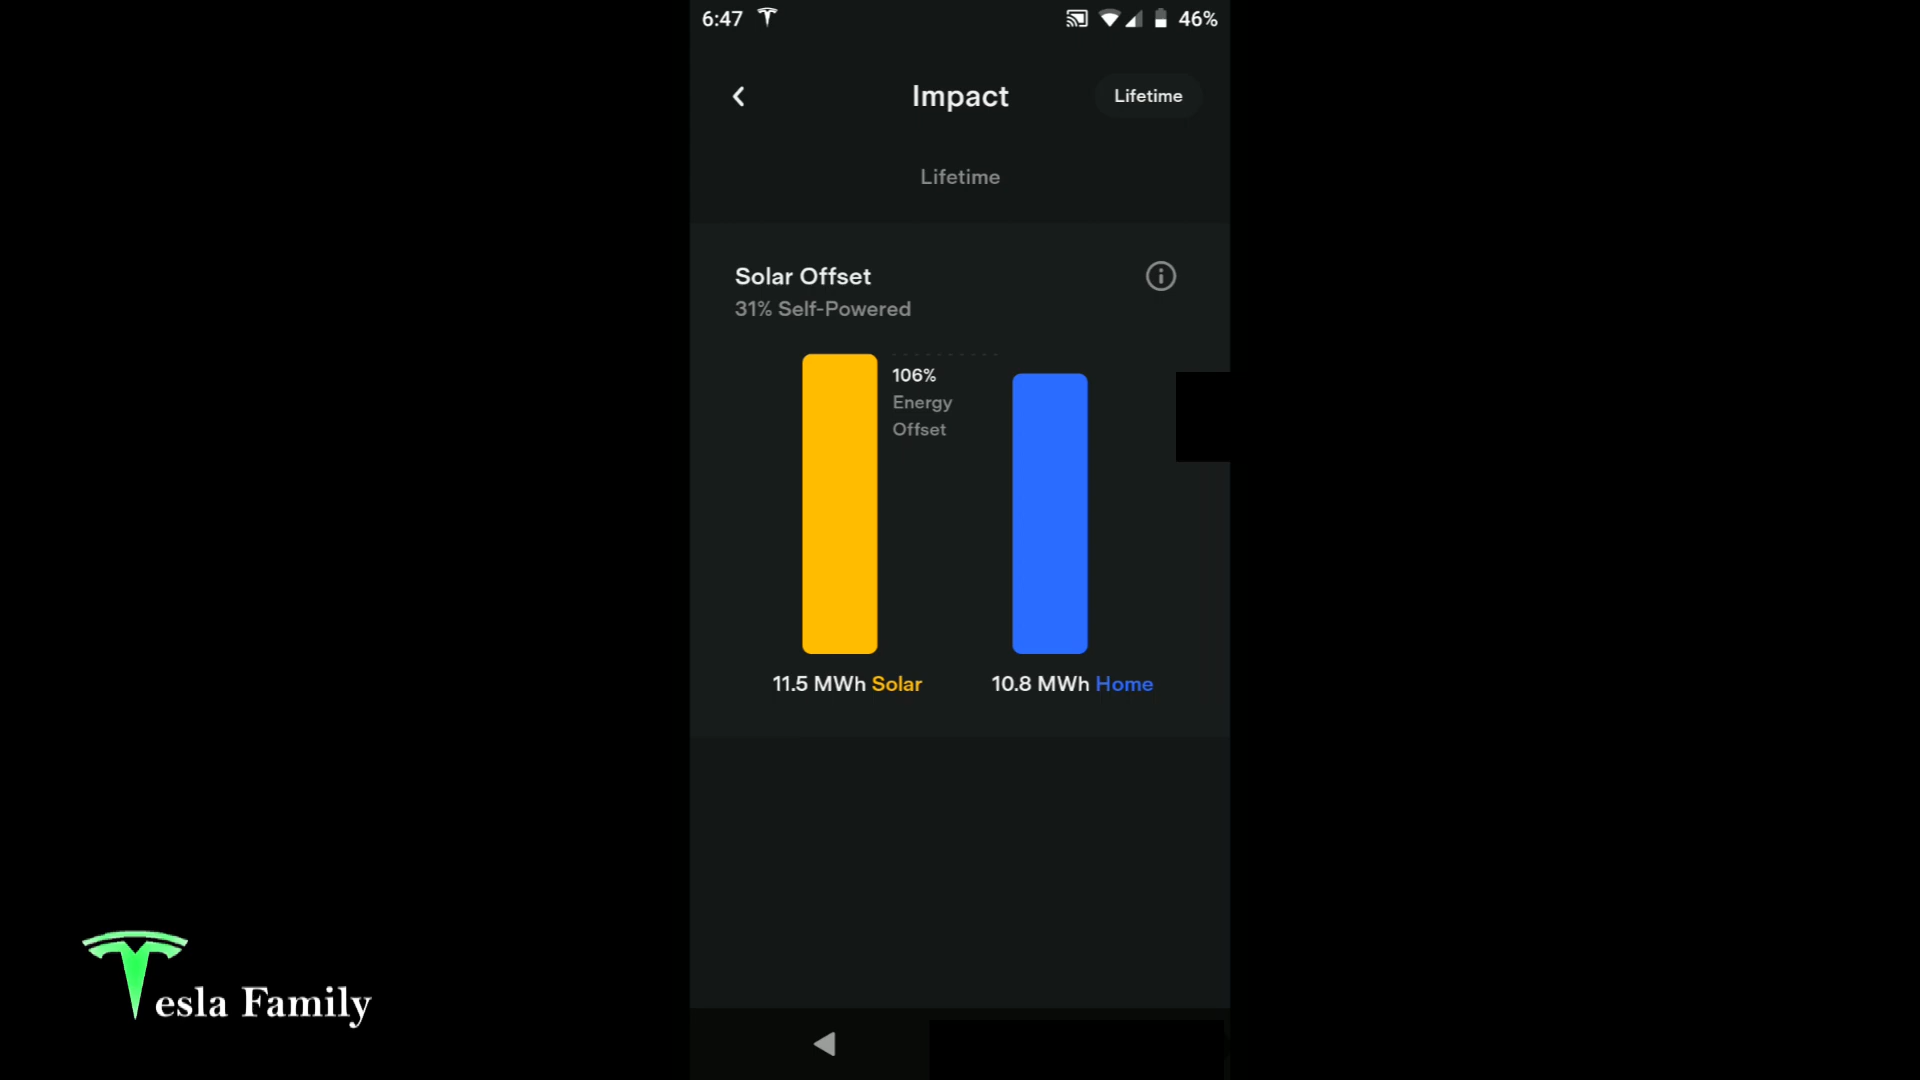 6:47 46%
Impact
Lifetime
Lifetime
Solar Offset
31% Self-Powered
106%
Energy
Offset
11.5 MWh Solar
10.8 MWh Home
Tesla Family